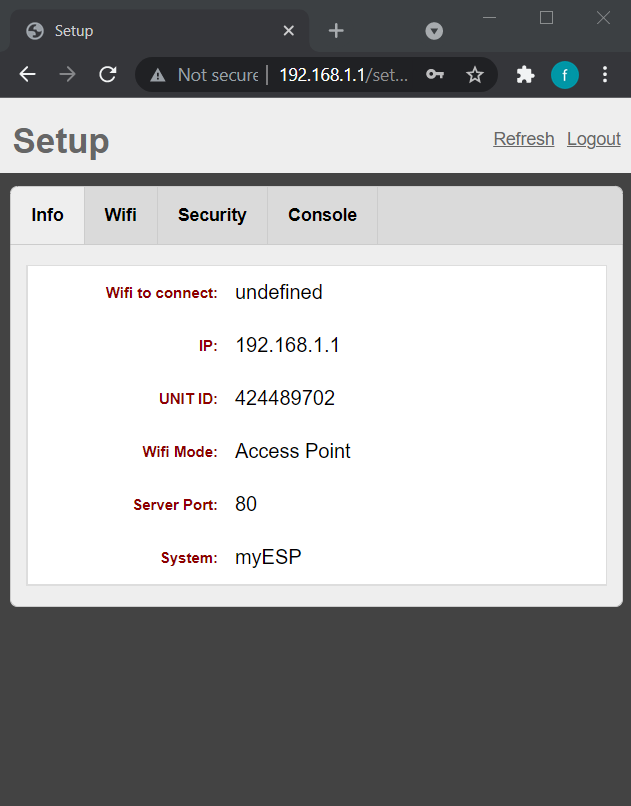 Setup
Not secure 192.168.1.1/set... f
Setup Refresh Logout
Info Wifi Security Console
Wifi to connect: undefined
IP: 192.168.1.1
UNIT ID: 424489702
Wifi Mode: Access Point
Server Port: 80
System: myESP